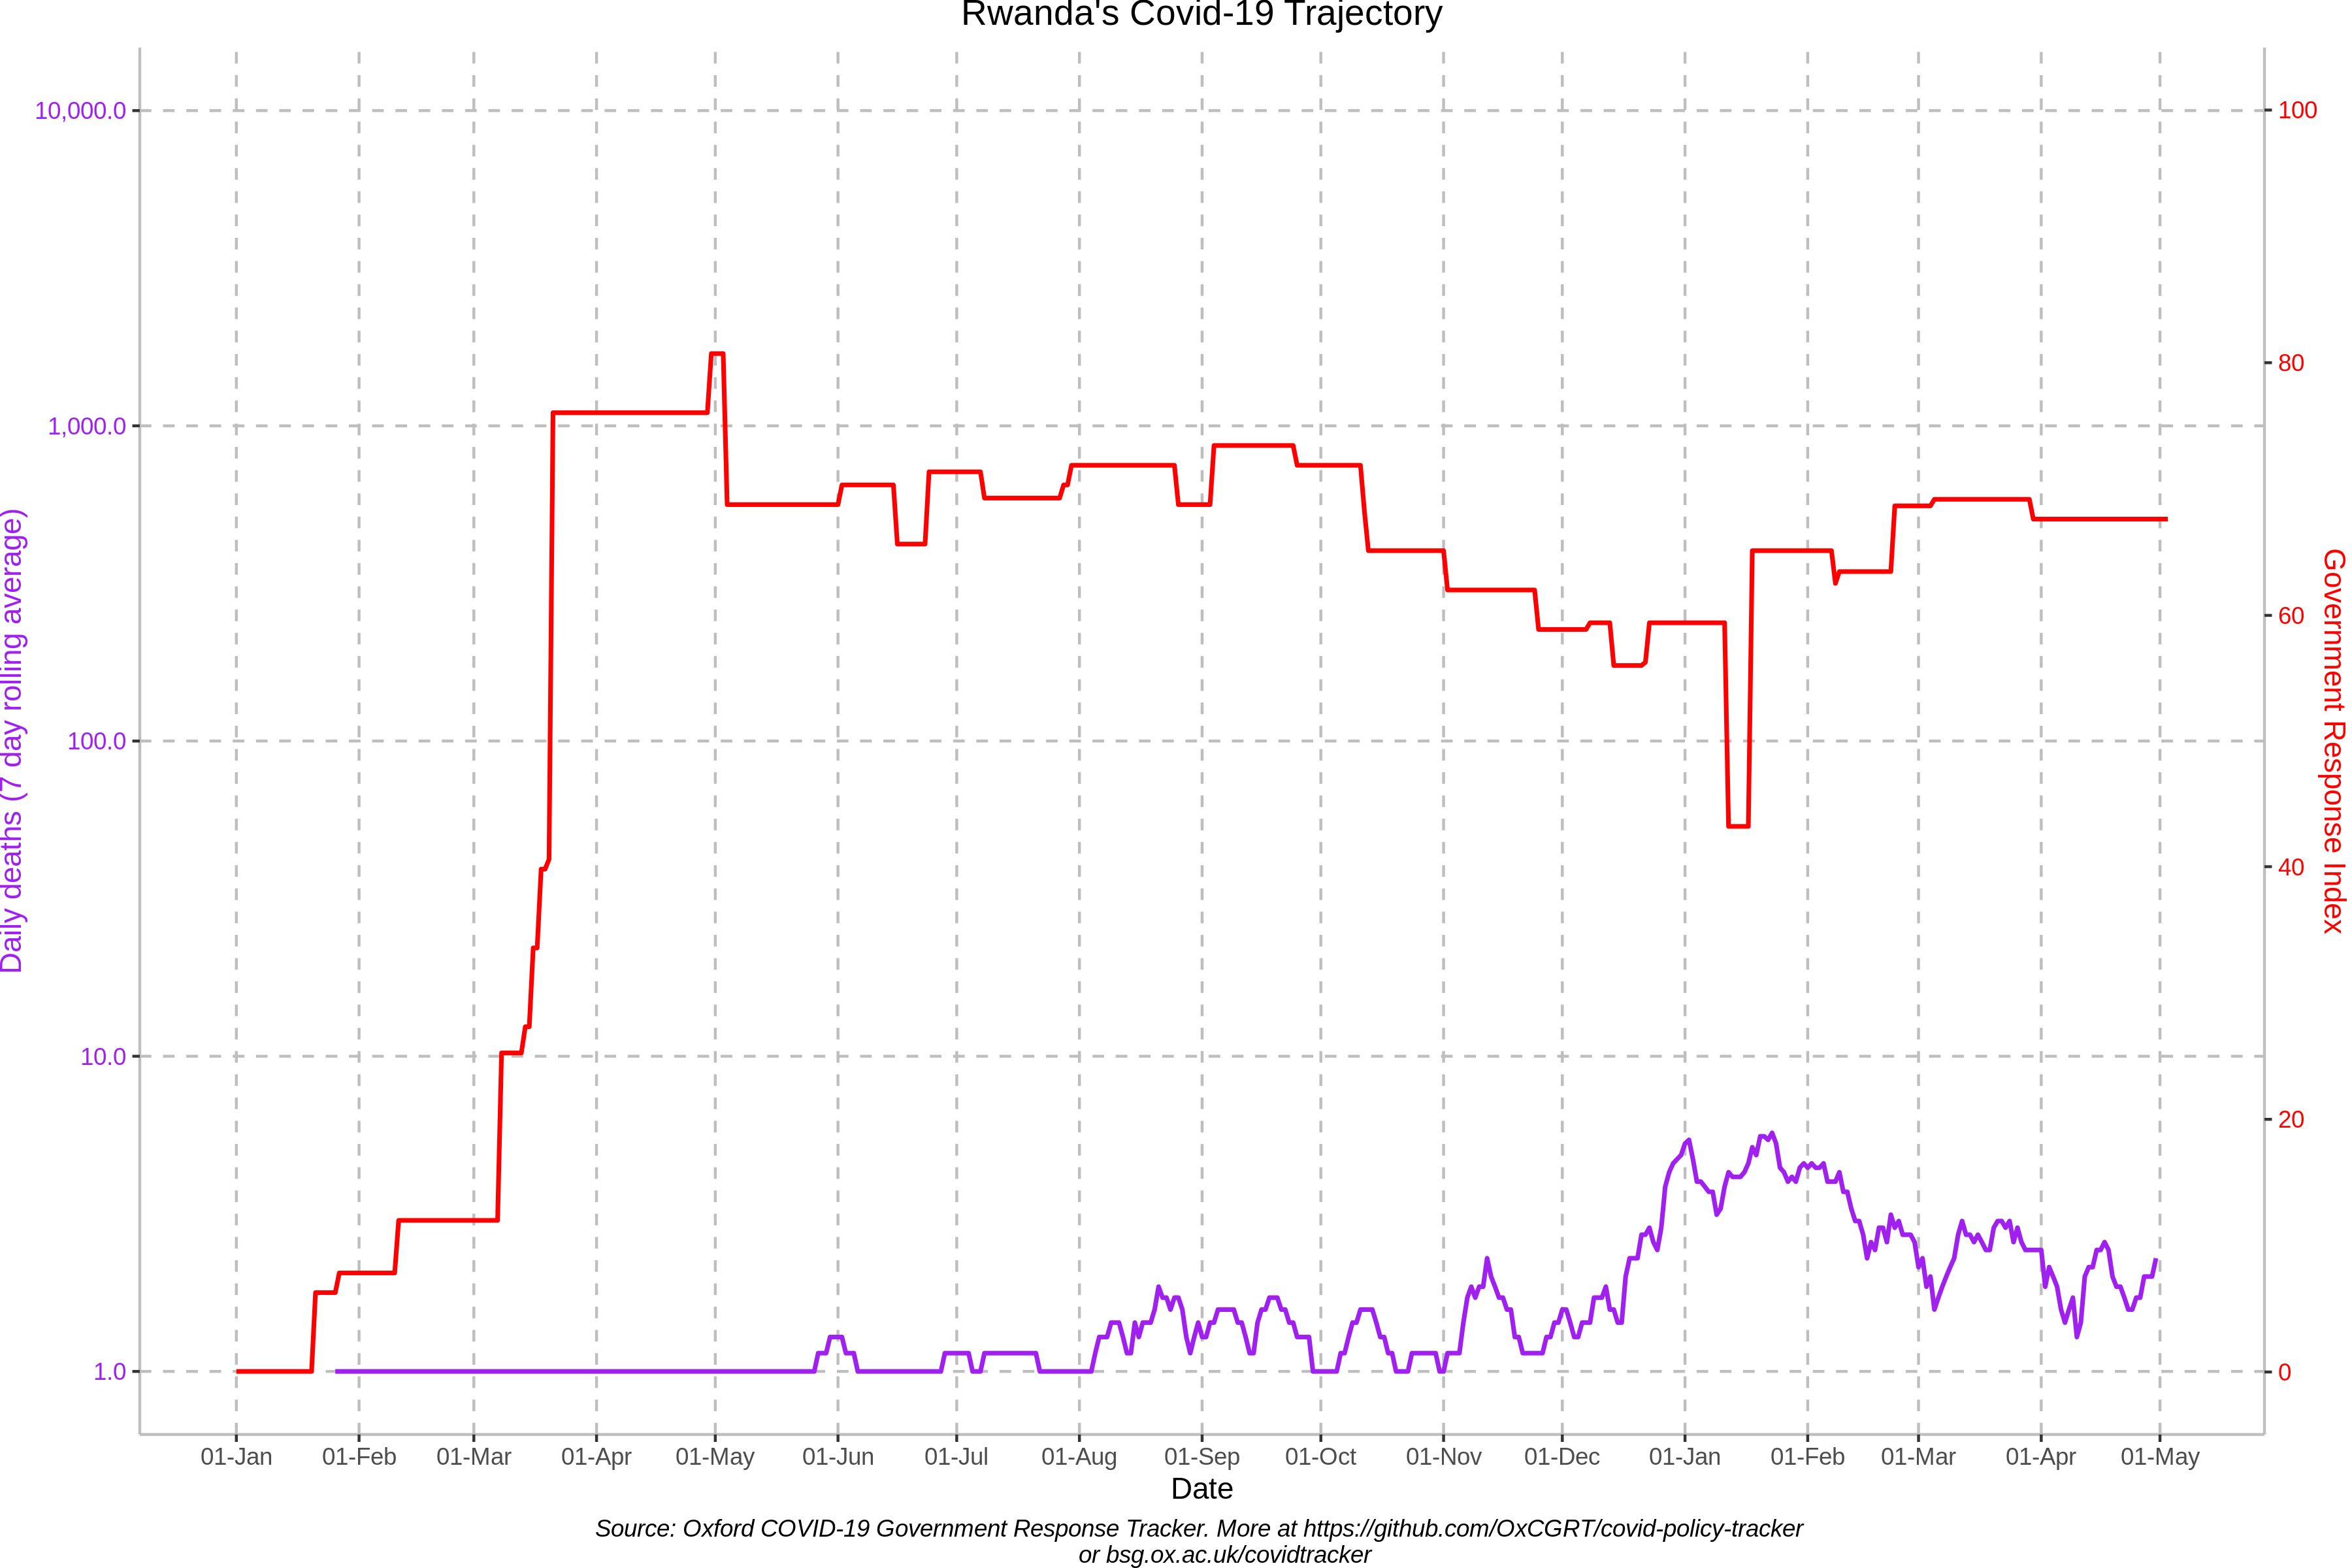 Rwanda's Covid-19 Trajectory
10,000.0
1,000.0
100.0
10.0
1.0
Daily deaths (7 day rolling average)
100
80
60
40
20
0
Government Response Index
01-Jan 01-Feb 01-Mar 01-Apr 01-May 01-Jun 01-Jul 01-Aug 01-Sep 01-Oct 01-Nov 01-Dec 01-Jan 01-Feb 01-Mar 01-Apr 01-May
Date
Source: Oxford COVID-19 Government Response Tracker. More at https://github.com/OxCGRT/covid-policy-tracker
or bsg.ox.ac.uk/covidtracker